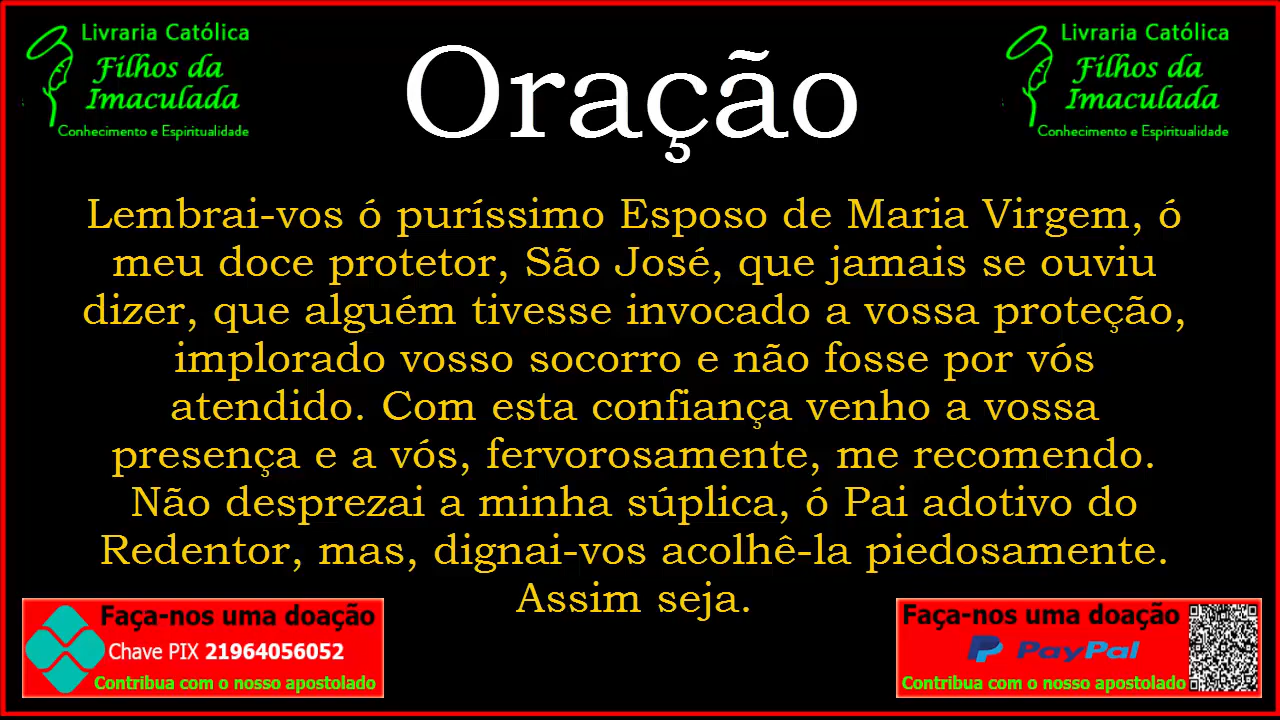 Livraria Católica
Filhos da
Imaculada
Conhecimento e Espiritualidade
Oração
Livraria Católica
Filhos da
Imaculada
Conhecimento e Espiritualidade
Lembrai-vos ó puríssimo Esposo de Maria Virgem, ó
meu doce protetor, São José, que jamais se ouviu
dizer, que alguém tivesse invocado a vossa proteção,
implorado vosso socorro e não fosse por vós
atendido. Com esta confiança venho a vossa
presença e a vós, fervorosamente, me recomendo.
Não desprezai a minha súplica, ó Pai adotivo do
Redentor, mas, dignai-vos acolhê-la piedosamente.
Assim seja.
Faça-nos uma doação
Chave PIX 21964056052
Contribua com o nosso apostolado
Faça-nos uma doação
PayPal
Contribua com o nosso apostolado